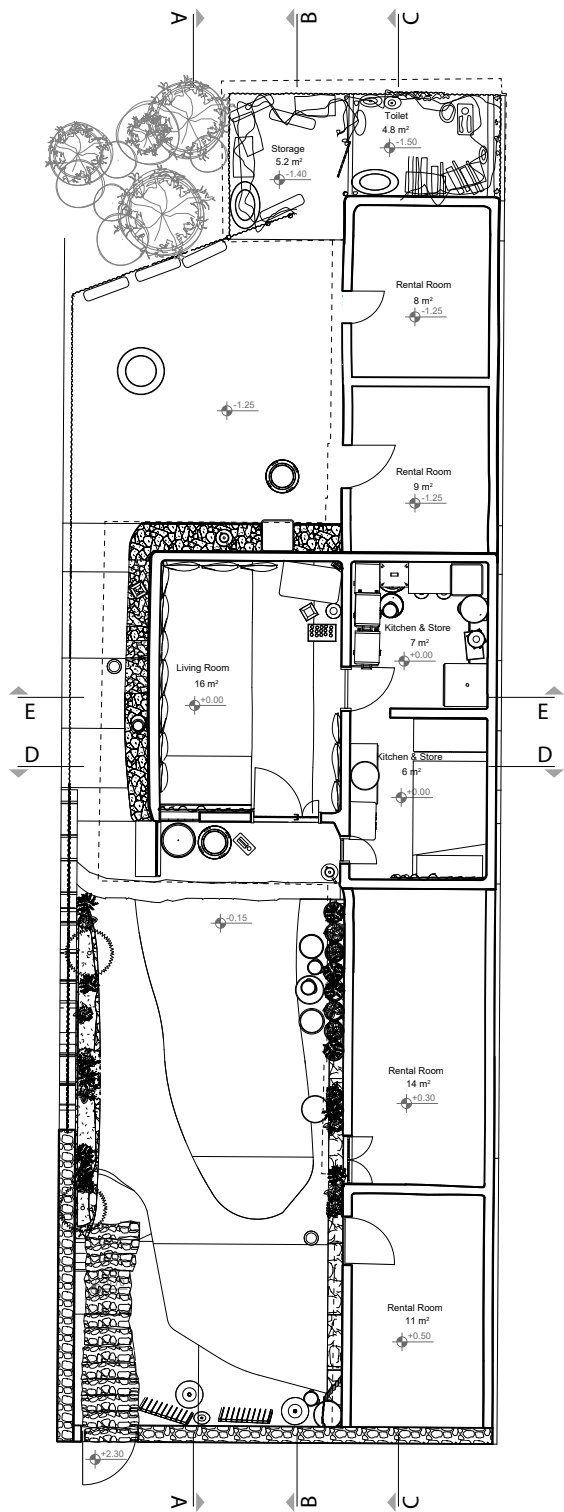 A
B
C
Toilet
4.8 m²
-1.50
Storage
5.2 m²
-1.40
Rental Room
8 m²
-1.25
-1.25
Rental Room
9 m²
-1.25
Kitchen & Store
7 m²
+0.00
Living Room
16 m²
+0.00
E
E
D
D
Kitchen & Store
6 m²
+0.00
-0.15
Rental Room
14 m²
+0.30
Rental Room
11 m²
+0.50
+2.30
A
B
C